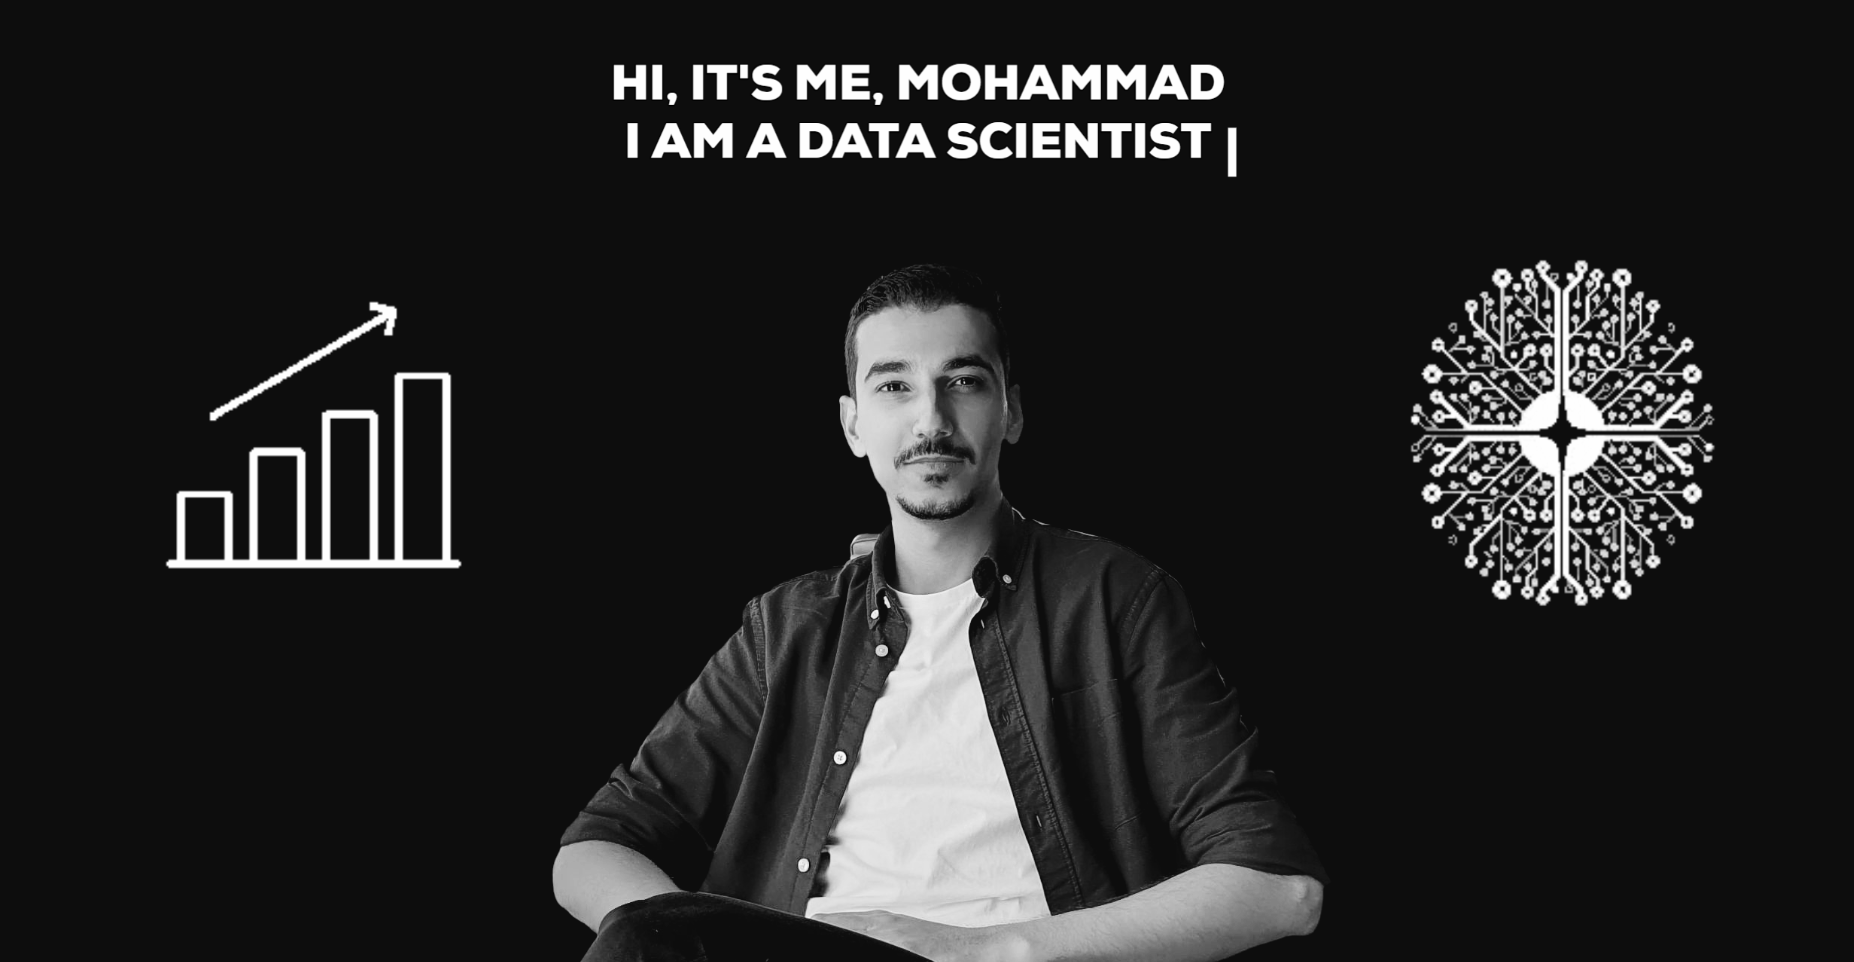 HI, IT'S ME, MOHAMMAD
I AM A DATA SCIENTIST |